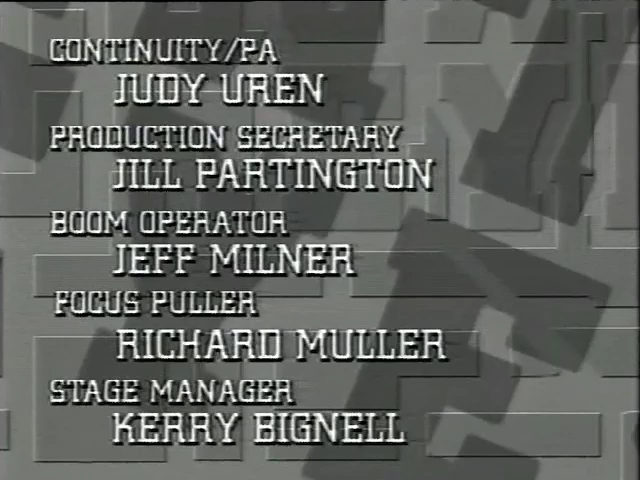 CONTINUITY/PA
JUDY UREN
PRODUCTION SECRETARY
JILL PARTINGTON
BOOM OPERATOR
JEFF MILNER
FOCUS PULLER
RICHARD MULLER
STAGE MANAGER
KERRY BIGNELL